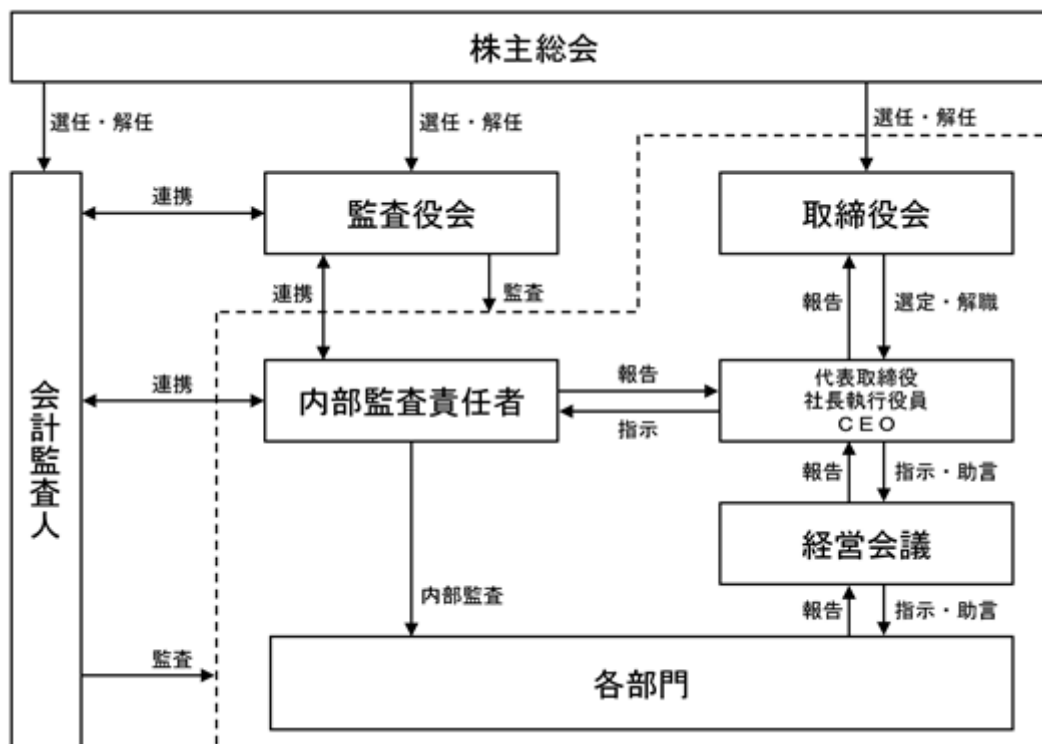 株主総会
選任・解任
選任・解任
選任・解任
連携
監査役会
取締役会
連携
監査
報告
選定・解職
会計監査人
連携
内部監査責任者
報告
指示
代表取締役
社長執行役員
CEO
報告
指示・助言
経営会議
内部監査
報告
指示・助言
監査
各部門